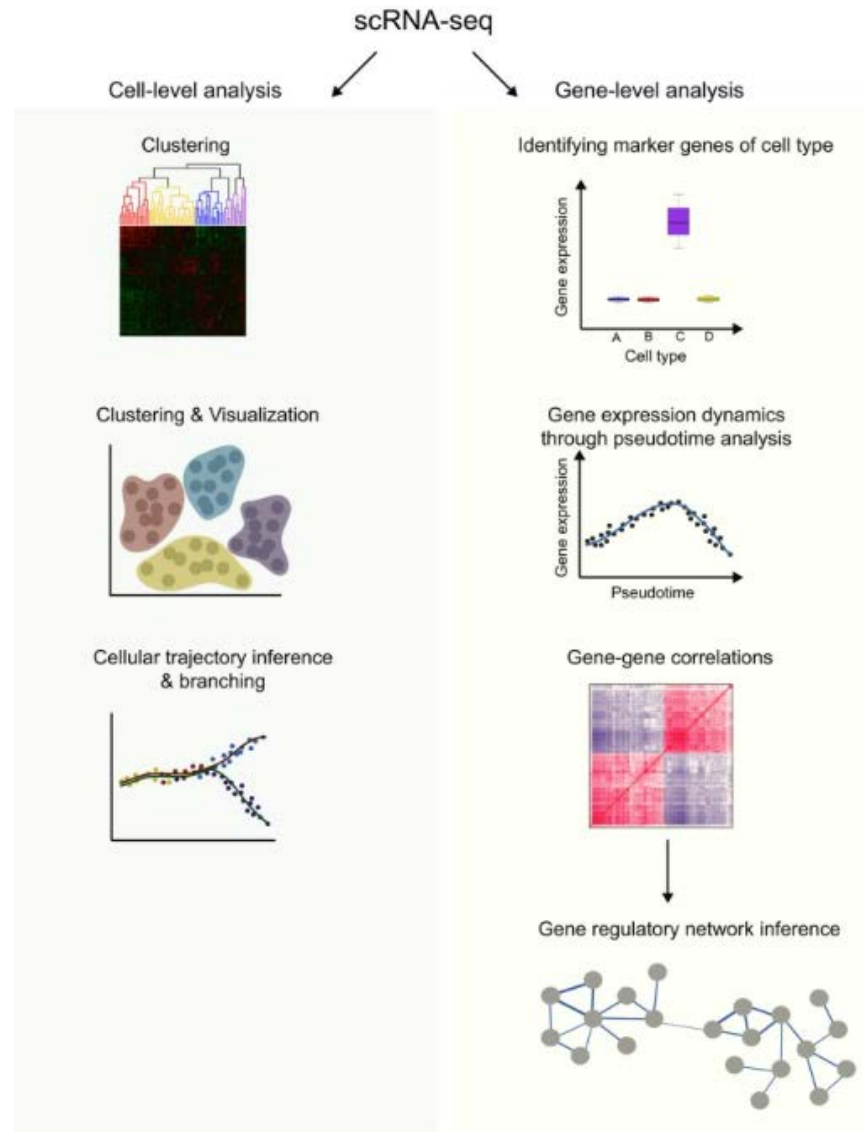 scRNA-seq
Cell-level analysis
Gene-level analysis
Clustering
Clustering & Visualization
Cellular trajectory inference
& branching
Identifying marker genes of cell type
Gene expression
A B C D
Cell type
Gene expression dynamics
through pseudotime analysis
Gene expression
Pseudotime
Gene-gene correlations
Gene regulatory network inference